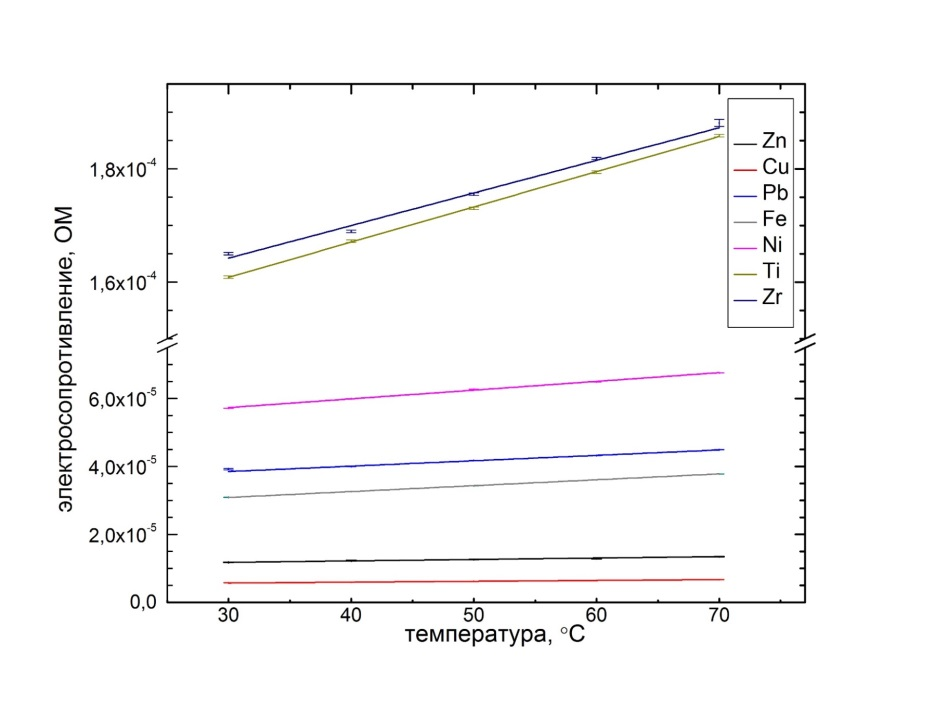 Zn
Cu
Pb
Fe
Ni
Ti
Zr
1,8x10⁻⁴
1,6x10⁻⁴
6,0x10⁻⁵
4,0x10⁻⁵
2,0x10⁻⁵
0,0
электросопротивление, ОМ
30 40 50 60 70
температура, °C